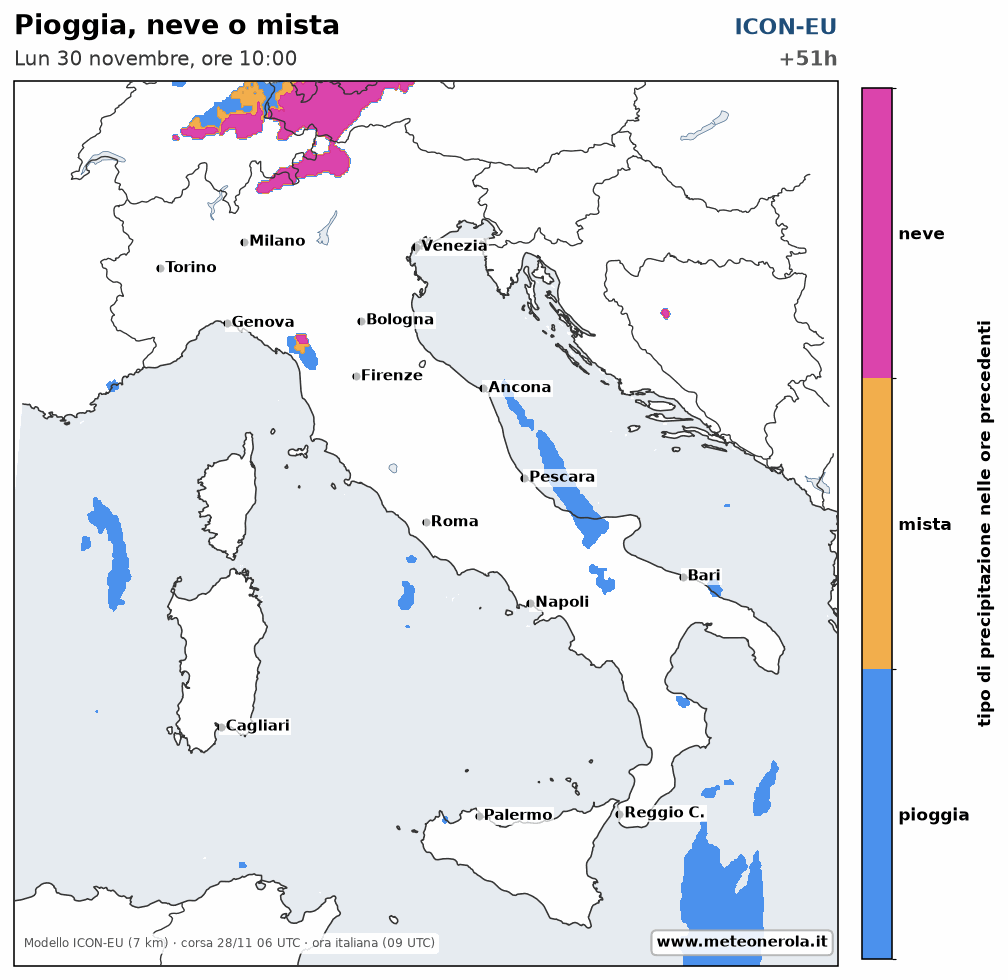 Pioggia, neve o mista
ICON-EU
Lun 30 novembre, ore 10:00
+51h
neve
Milano
Venezia
Torino
Genova
Bologna
Firenze
Ancona
tipo di precipitazione nelle ore precedenti
Pescara
Roma
mista
Bari
Napoli
Cagliari
Palermo
Reggio C.
pioggia
Modello ICON-EU (7 km) · corsa 28/11 06 UTC · ora italiana (09 UTC)
www.meteonerola.it